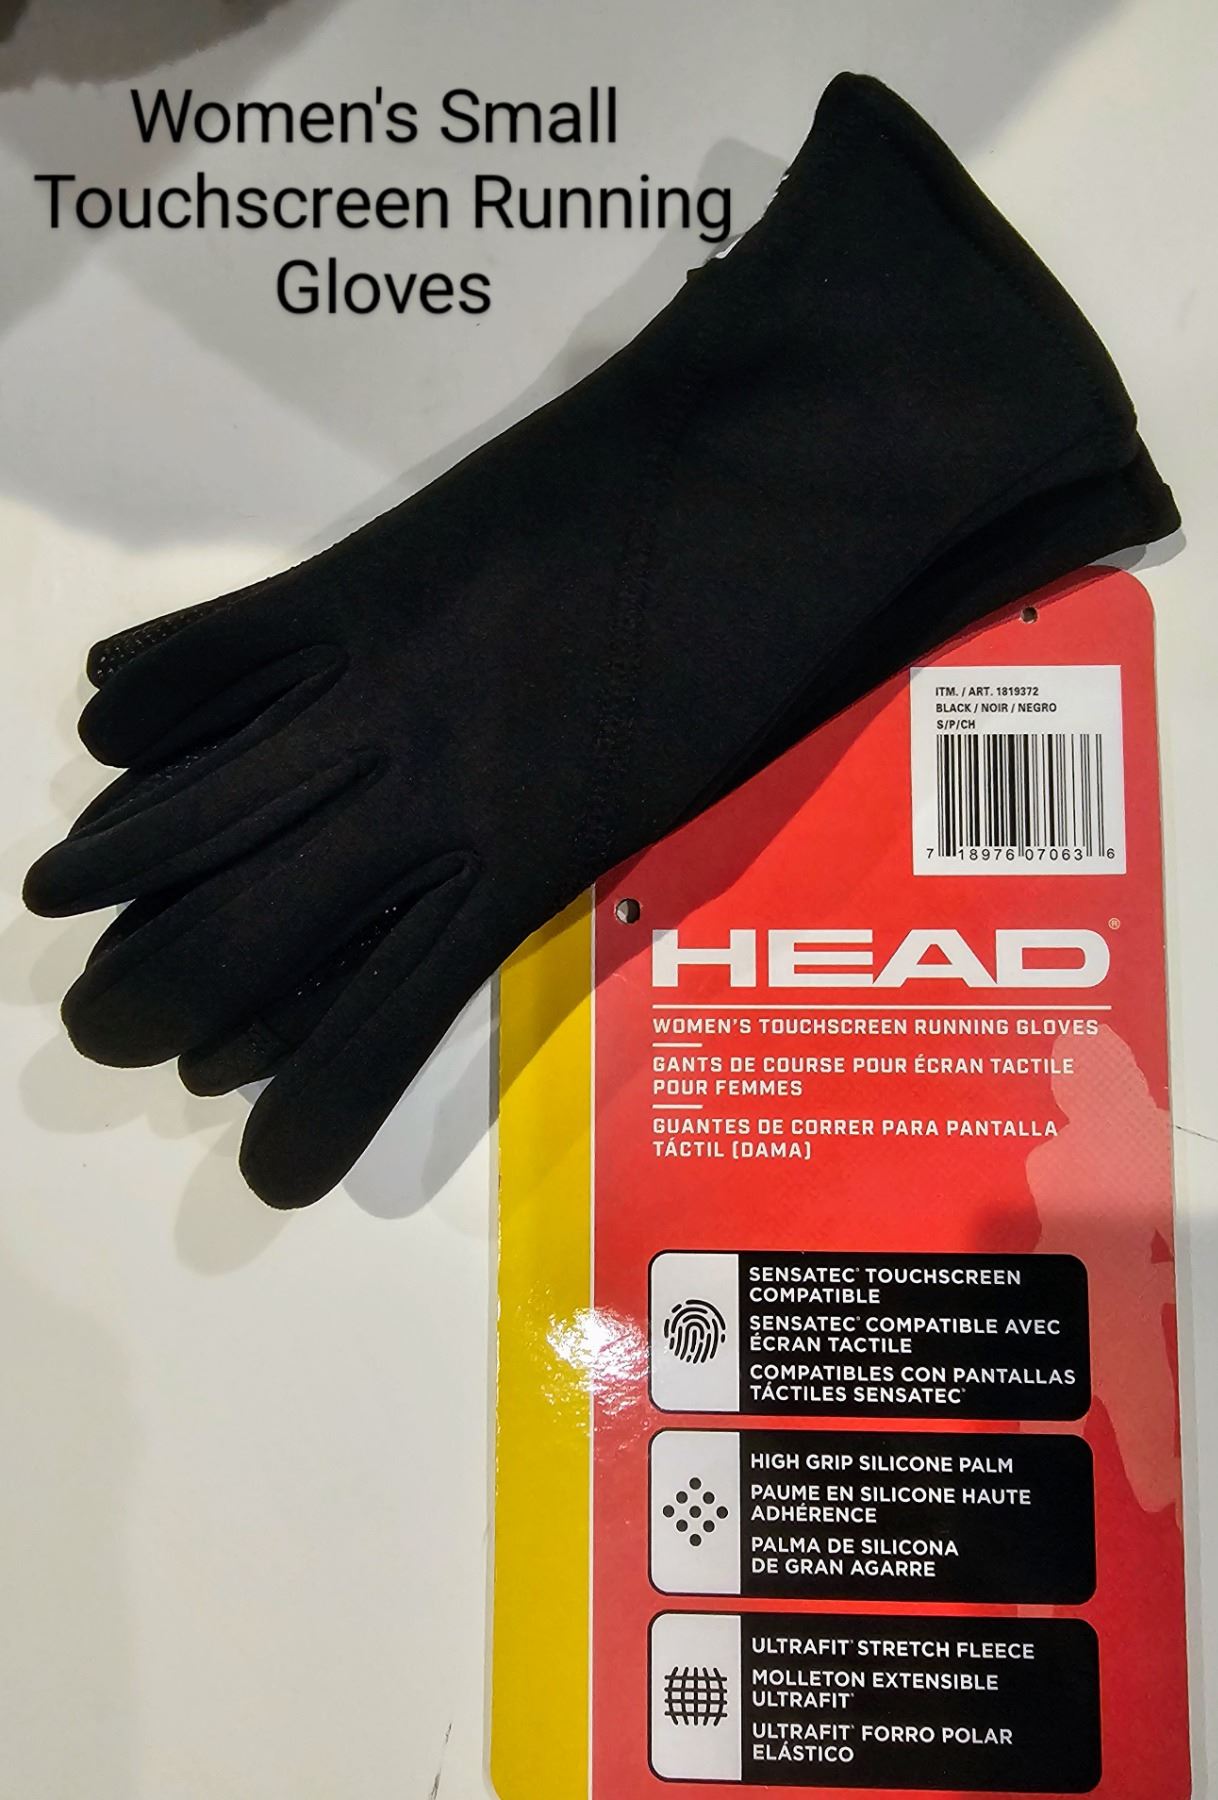 Women's Small
Touchscreen Running
Gloves
ITM. / ART. 1819372
BLACK / NOIR / NEGRO
S/P/CH
7 18976 07063 6
HEAD®
WOMEN'S TOUCHSCREEN RUNNING GLOVES
GANTS DE COURSE POUR ÉCRAN TACTILE
POUR FEMMES
GUANTES DE CORRER PARA PANTALLA
TÁCTIL (DAMA)
SENSATEC® TOUCHSCREEN
COMPATIBLE
SENSATEC® COMPATIBLE AVEC
ÉCRAN TACTILE
COMPATIBLES CON PANTALLAS
TÁCTILES SENSATEC®
HIGH GRIP SILICONE PALM
PAUME EN SILICONE HAUTE
ADHÉRENCE
PALMA DE SILICONA
DE GRAN AGARRE
ULTRAFIT™ STRETCH FLEECE
MOLLETON EXTENSIBLE
ULTRAFIT™
ULTRAFIT™ FORRO POLAR
ELÁSTICO